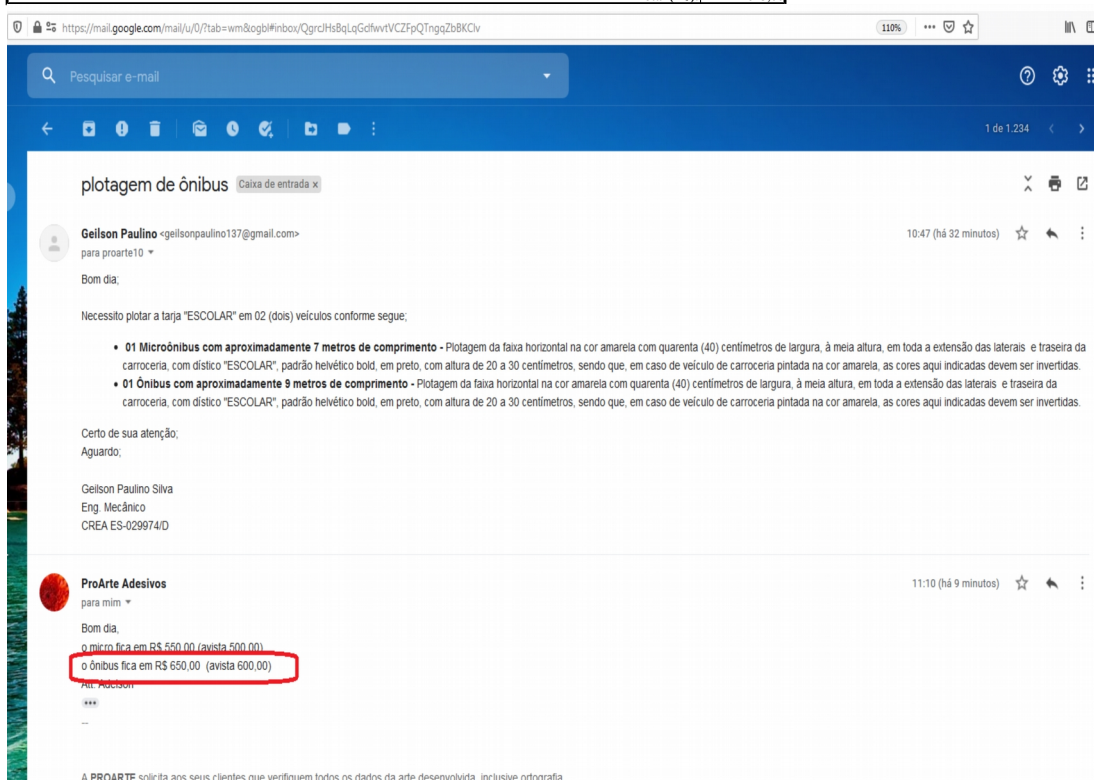 https://mail.google.com/mail/u/0/?tab=wm&ogbl#inbox/QgrcJHsBqLqGdfwvtVCZFpQTngqZbBKClv
110%
Pesquisar e-mail
1 de 1.234
plotagem de ônibus Caixa de entrada x
Geilson Paulino <geilsonpaulino137@gmail.com>
10:47 (há 32 minutos)
para proarte10
Bom dia;
Necessito plotar a tarja "ESCOLAR" em 02 (dois) veículos conforme segue;
• 01 Microônibus com aproximadamente 7 metros de comprimento - Plotagem da faixa horizontal na cor amarela com quarenta (40) centímetros de largura, à meia altura, em toda a extensão das laterais e traseira da
carroceria, com dístico "ESCOLAR", padrão helvético bold, em preto, com altura de 20 a 30 centímetros, sendo que, em caso de veículo de carroceria pintada na cor amarela, as cores aqui indicadas devem ser invertidas.
• 01 Ônibus com aproximadamente 9 metros de comprimento - Plotagem da faixa horizontal na cor amarela com quarenta (40) centímetros de largura, à meia altura, em toda a extensão das laterais e traseira da
carroceria, com dístico "ESCOLAR", padrão helvético bold, em preto, com altura de 20 a 30 centímetros, sendo que, em caso de veículo de carroceria pintada na cor amarela, as cores aqui indicadas devem ser invertidas.
Certo de sua atenção;
Aguardo;
Geilson Paulino Silva
Eng. Mecânico
CREA ES-029974/D
ProArte Adesivos
11:10 (há 9 minutos)
para mim
Bom dia,
o micro fica em R$ 550,00 (avista 500,00)
o ônibus fica em R$ 650,00 (avista 600,00)
Att. Adelson
...
--
A PROARTE solicita aos seus clientes que verifiquem todos os dados da arte desenvolvida, inclusive ortografia